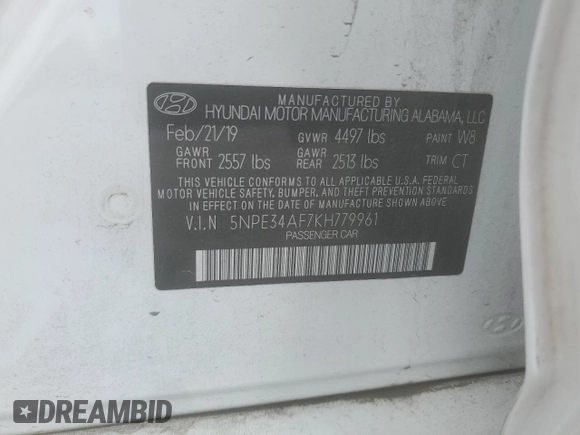 MANUFACTURED BY
HYUNDAI MOTOR MANUFACTURING ALABAMA, LLC
Feb/21/19 GVWR 4497 lbs PAINT W8
GAWR FRONT 2557 lbs GAWR REAR 2513 lbs TRIM CT
THIS VEHICLE CONFORMS TO ALL APPLICABLE U.S.A. FEDERAL
MOTOR VEHICLE SAFETY, BUMPER, AND THEFT PREVENTION STANDARDS
IN EFFECT ON THE DATE OF MANUFACTURE SHOWN ABOVE.
V.I.N 5NPE34AF7KH779961
PASSENGER CAR
DREAMBID